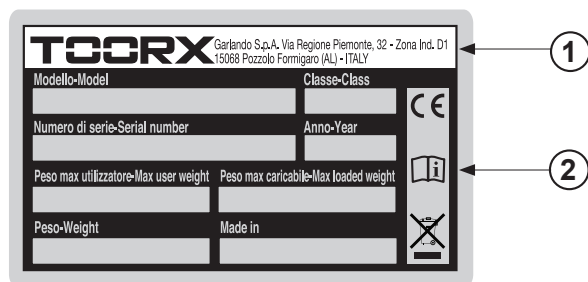 TOORX
Garlando S.p.A. Via Regione Piemonte, 32 - Zona Ind. D1
15068 Pozzolo Formigaro (AL) - ITALY
1
Modello-Model Classe-Class
CE
Numero di serie-Serial number Anno-Year
i
2
Peso max utilizzatore-Max user weight Peso max caricabile-Max loaded weight
Peso-Weight Made in